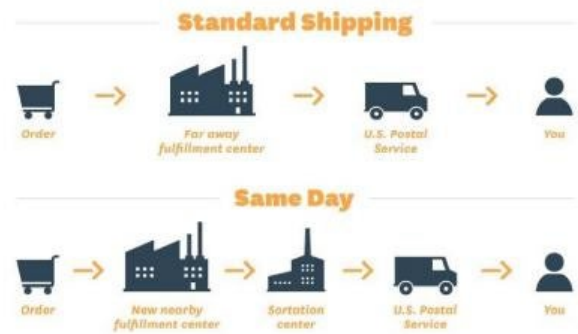 Standard Shipping
Order
Far away
fulfillment center
U.S. Postal
Service
You
Same Day
Order
New nearby
fulfillment center
Sortation
center
U.S. Postal
Service
You